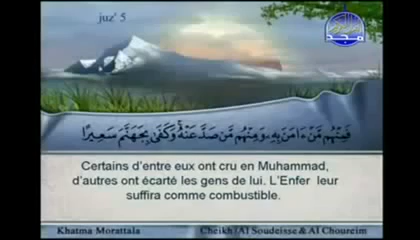 juz' 5
مجد
فَمِنْهُم مَّنْ ءَامَنَ بِهِۦ وَمِنْهُم مَّن صَدَّ عَنْهُ ۚ وَكَفَىٰ بِجَهَنَّمَ سَعِيرًا
Certains d'entre eux ont cru en Muhammad,
d'autres ont écarté les gens de lui. L'Enfer leur
suffira comme combustible.
Khatma Morattala
Cheikh/Al Soudeisse & Al Choureim